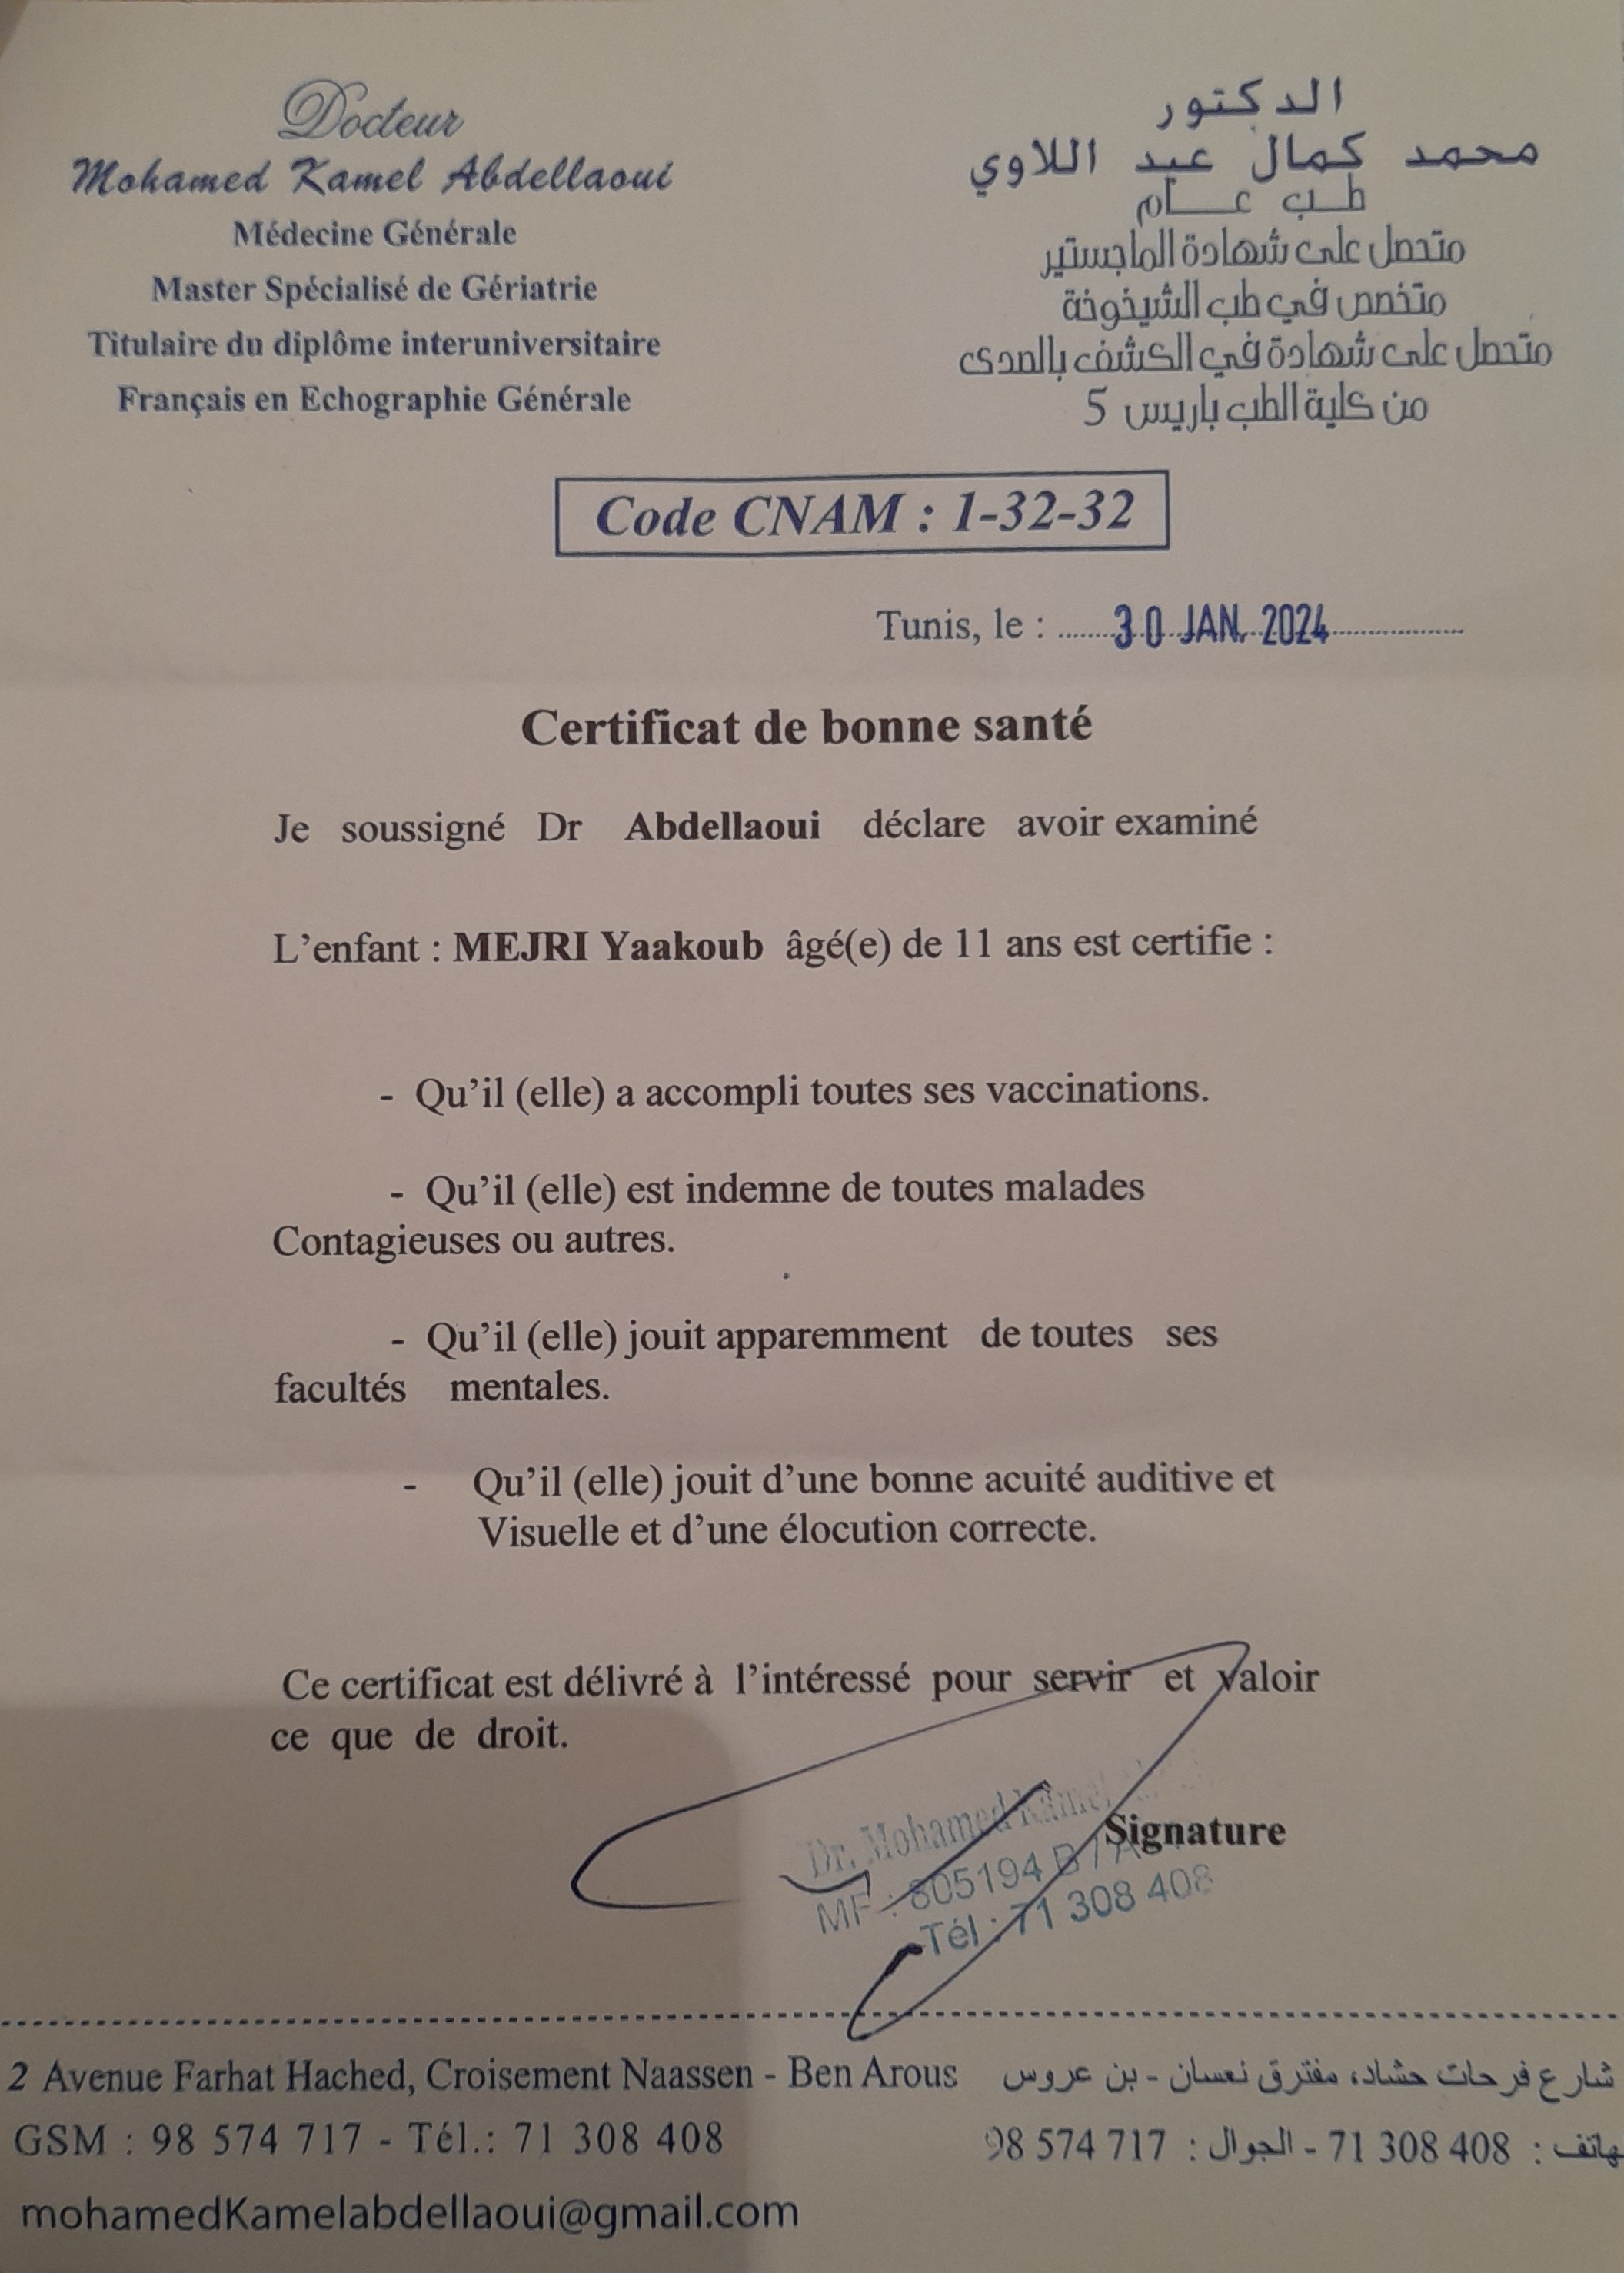 Docteur
Mohamed Kamel Abdellaoui
Médecine Générale
Master Spécialisé de Gériatrie
Titulaire du diplôme interuniversitaire
Français en Echographie Générale
الدكتور
محمد كمال عبد اللاوي
طب عام
متحصل على شهادة الماجستير
متخصص في طب الشيخوخة
متحصل على شهادة في الكشف بالصدى
من كلية الطب باريس 5
Code CNAM : 1-32-32
Tunis, le : 30 JAN. 2024
Certificat de bonne santé
Je soussigné Dr Abdellaoui déclare avoir examiné
L'enfant : MEJRI Yaakoub âgé(e) de 11 ans est certifie :
- Qu'il (elle) a accompli toutes ses vaccinations.
- Qu'il (elle) est indemne de toutes malades
Contagieuses ou autres.
- Qu'il (elle) jouit apparemment de toutes ses
facultés mentales.
- Qu'il (elle) jouit d'une bonne acuité auditive et
Visuelle et d'une élocution correcte.
Ce certificat est délivré à l'intéressé pour servir et valoir
ce que de droit.
Signature
Dr. Mohamed Kamel
MF : 805194 B / A
Tél : 71 308 408
2 Avenue Farhat Hached, Croisement Naassen - Ben Arous
شارع فرحات حشاد، مفترق نعسان - بن عروس
GSM : 98 574 717 - Tél.: 71 308 408
هاتف : 71 308 408 - الجوال : 98 574 717
mohamedKamelabdellaoui@gmail.com